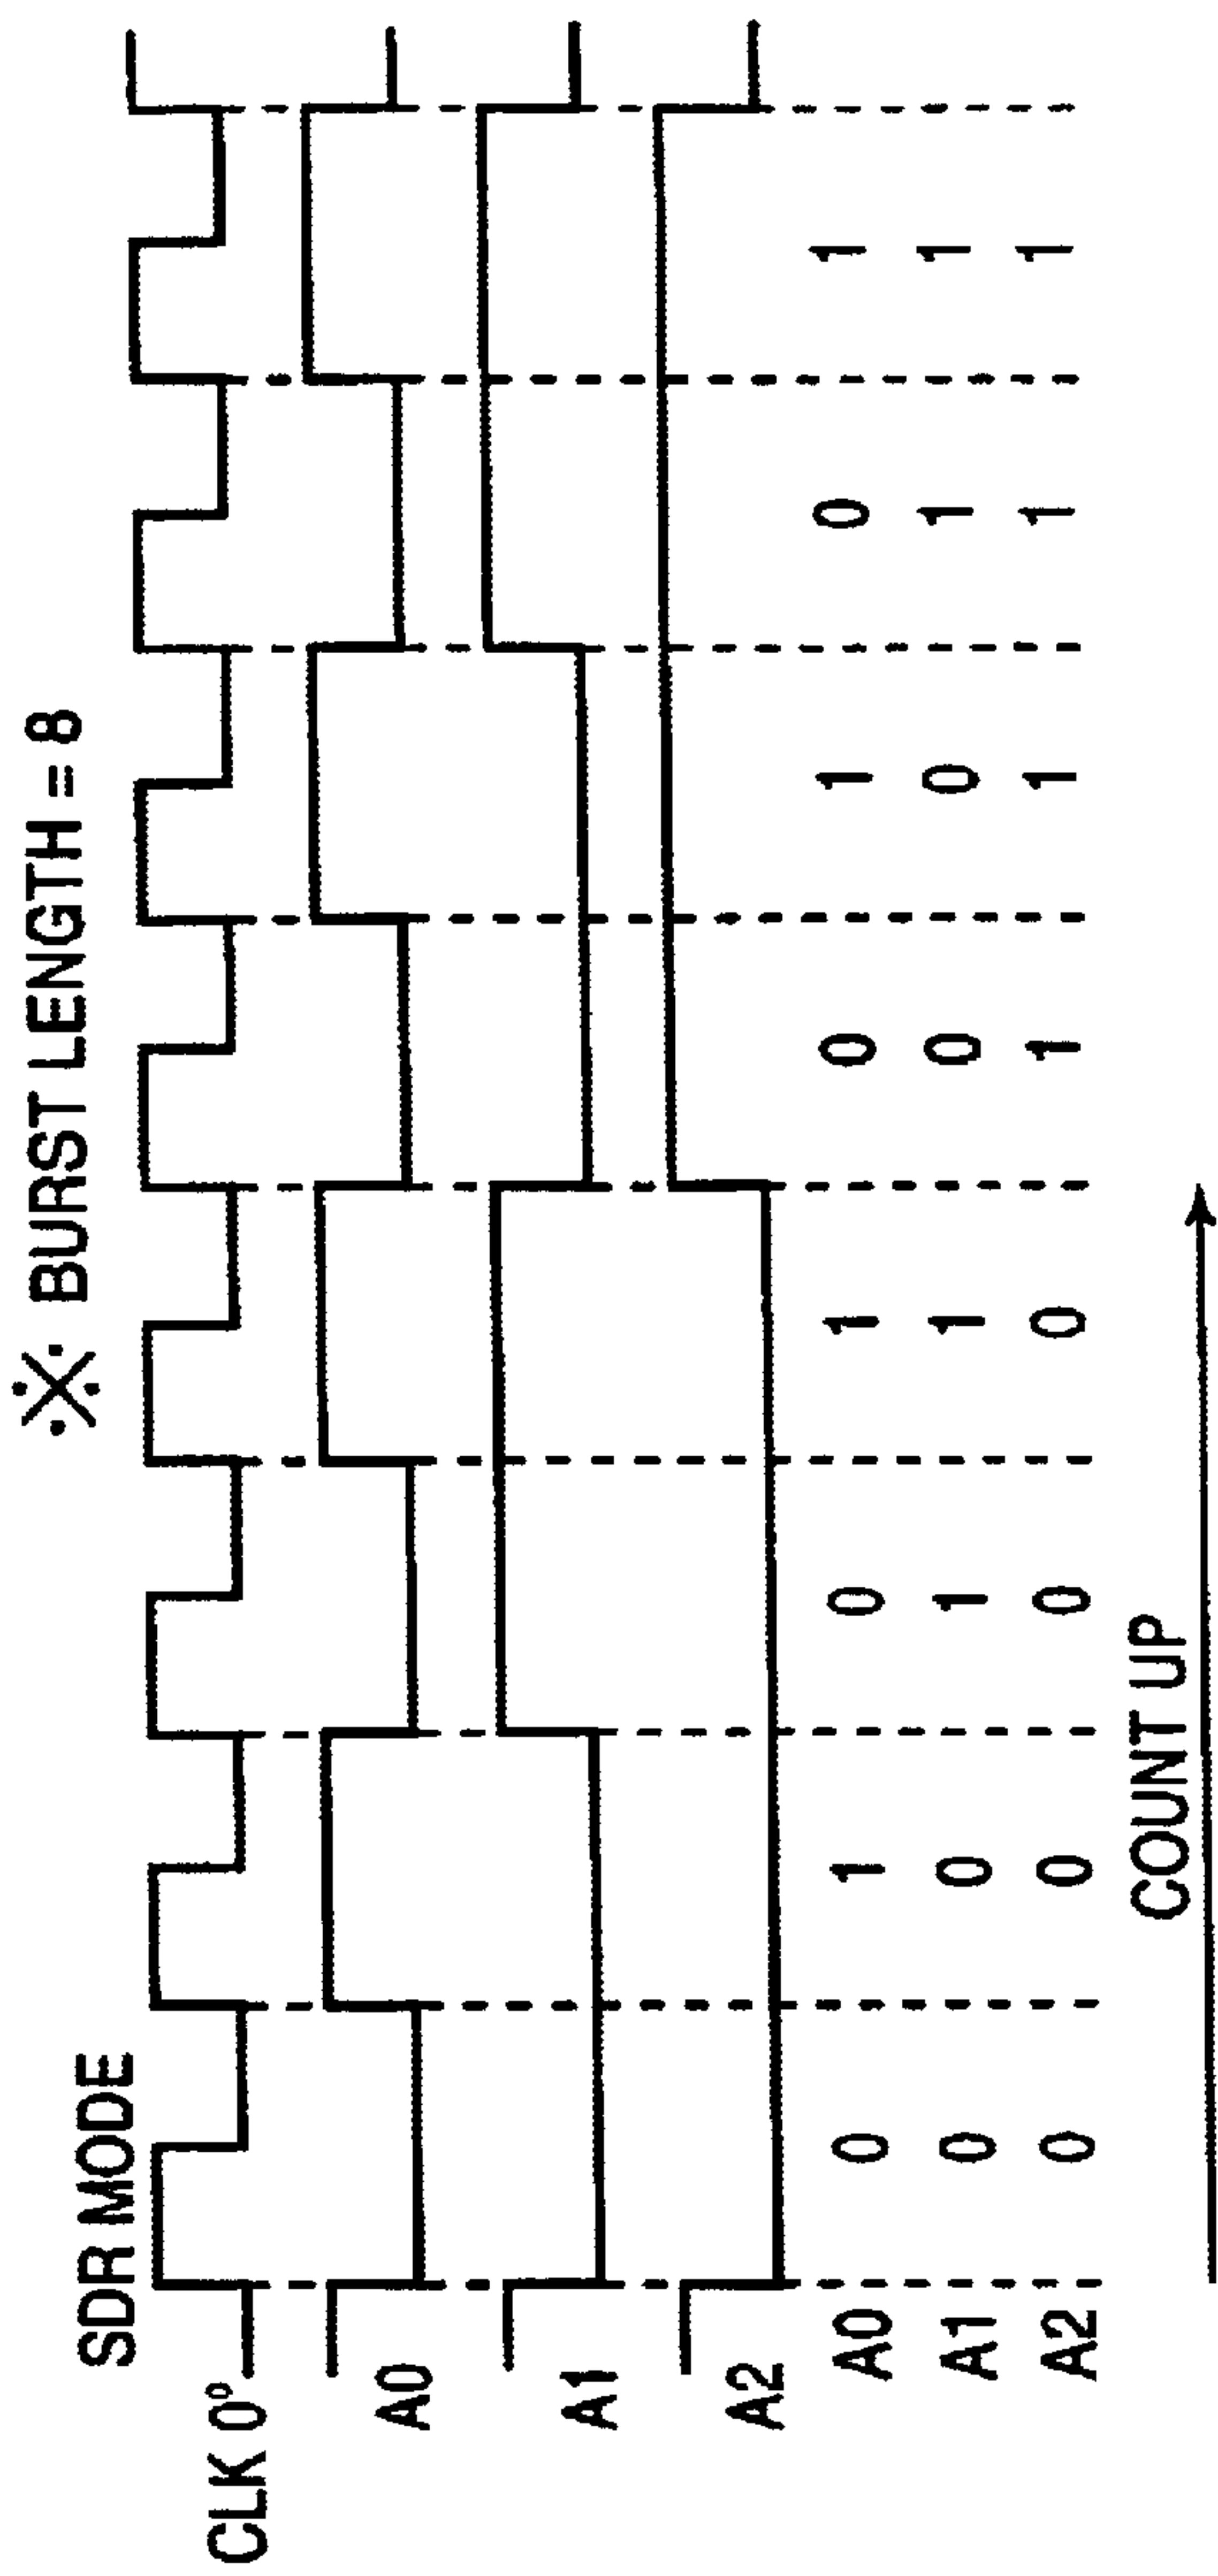 ※ BURST LENGTH = 8
SDR MODE
CLK 0°
A0
A1
A2
A0 0 1 0 1 0 1 0 1
A1 0 0 1 1 0 0 1 1
A2 0 0 0 0 1 1 1 1
COUNT UP